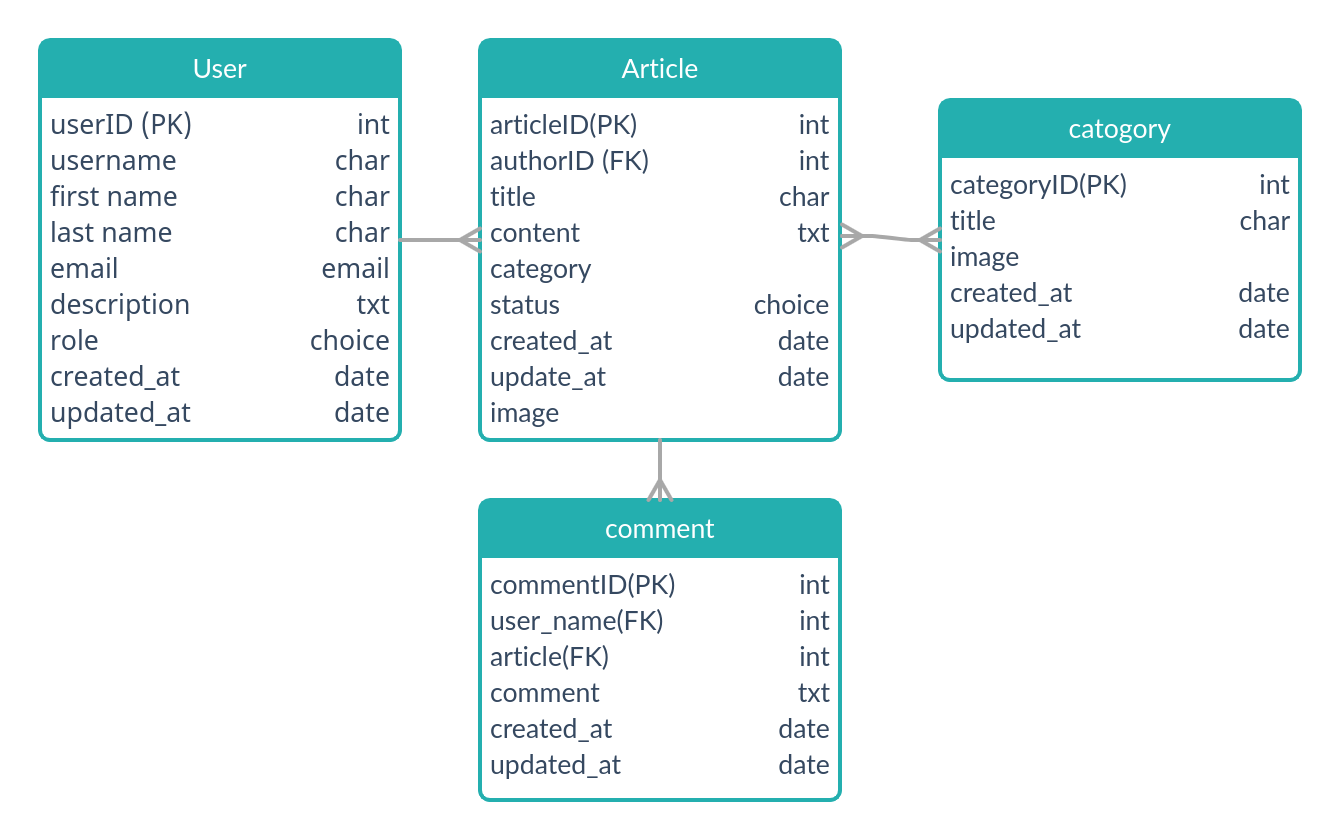 User
userID (PK) int
username char
first name char
last name char
email email
description txt
role choice
created_at date
updated_at date
Article
articleID(PK) int
authorID (FK) int
title char
content txt
category
status choice
created_at date
update_at date
image
catogory
categoryID(PK) int
title char
image
created_at date
updated_at date
comment
commentID(PK) int
user_name(FK) int
article(FK) int
comment txt
created_at date
updated_at date